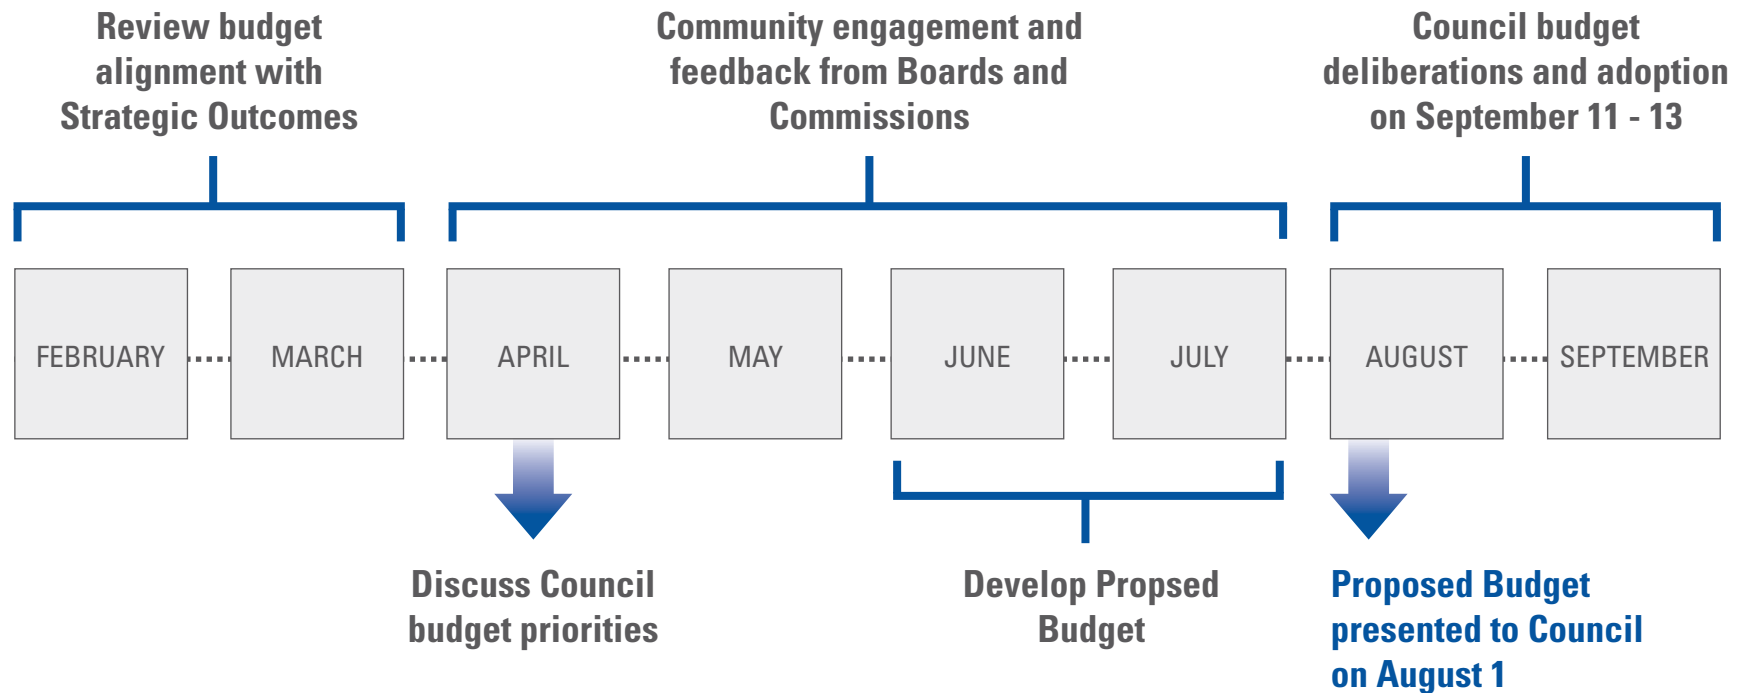 Review budget
alignment with
Strategic Outcomes
Community engagement and
feedback from Boards and
Commissions
Council budget
deliberations and adoption
on September 11 - 13
FEBRUARY
MARCH
APRIL
MAY
JUNE
JULY
AUGUST
SEPTEMBER
Discuss Council
budget priorities
Develop Propsed
Budget
Proposed Budget
presented to Council
on August 1